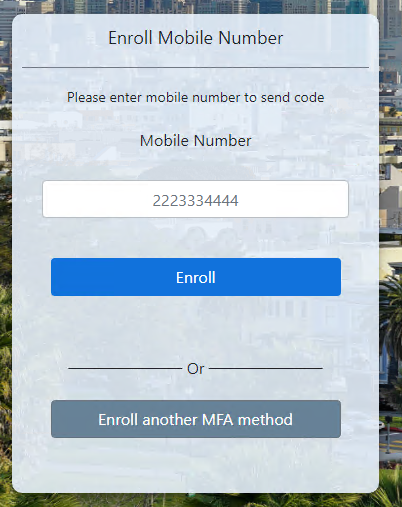 Enroll Mobile Number
Please enter mobile number to send code
Mobile Number
2223334444
Enroll
Or
Enroll another MFA method